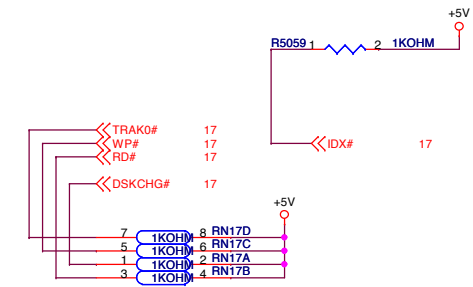 +5V
R5059 1 2 1KOHM
TRAK0# 17
WP# 17
IDX# 17
RD# 17
DSKCHG# 17
+5V
7 1KOHM 8 RN17D
5 1KOHM 6 RN17C
1 1KOHM 2 RN17A
3 1KOHM 4 RN17B